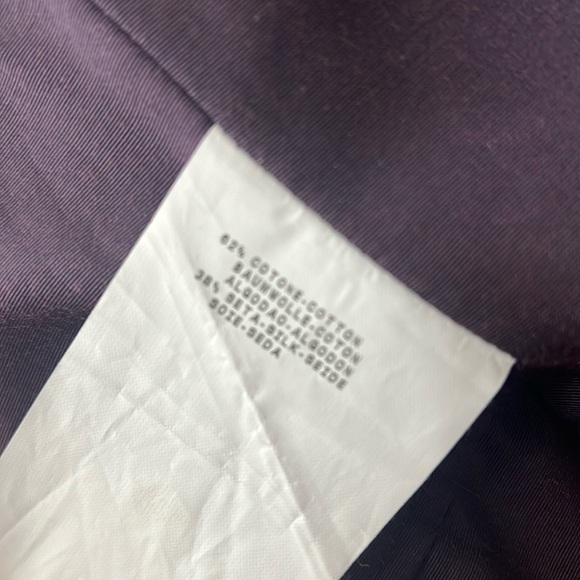 62% COTONE-COTTON
BAUMWOLLE-COTON
ALGODAO-ALGODON
38% SETA-SILK-SEIDE
SOIE-SEDA